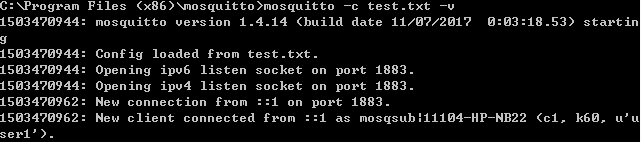 C:\Program Files (x86)\mosquitto>mosquitto -c test.txt -v
1503470944: mosquitto version 1.4.14 (build date 11/07/2017  0:03:18.53) startin
g
1503470944: Config loaded from test.txt.
1503470944: Opening ipv6 listen socket on port 1883.
1503470944: Opening ipv4 listen socket on port 1883.
1503470962: New connection from ::1 on port 1883.
1503470962: New client connected from ::1 as mosqsub|11104-HP-NB22 (c1, k60, u'u
ser1').